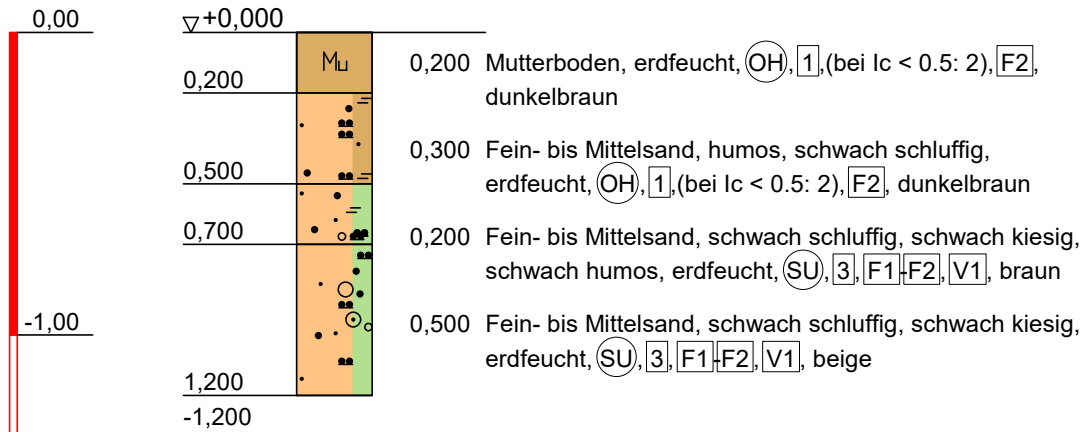 0,00
+0,000
Mu
0,200 Mutterboden, erdfeucht, OH, 1,(bei Ic < 0.5: 2), F2,
dunkelbraun
0,200
0,300 Fein- bis Mittelsand, humos, schwach schluffig,
erdfeucht, OH, 1,(bei Ic < 0.5: 2), F2, dunkelbraun
0,500
0,200 Fein- bis Mittelsand, schwach schluffig, schwach kiesig,
schwach humos, erdfeucht, SU, 3, F1-F2, V1, braun
0,700
0,500 Fein- bis Mittelsand, schwach schluffig, schwach kiesig,
erdfeucht, SU, 3, F1-F2, V1, beige
-1,00
1,200
-1,200